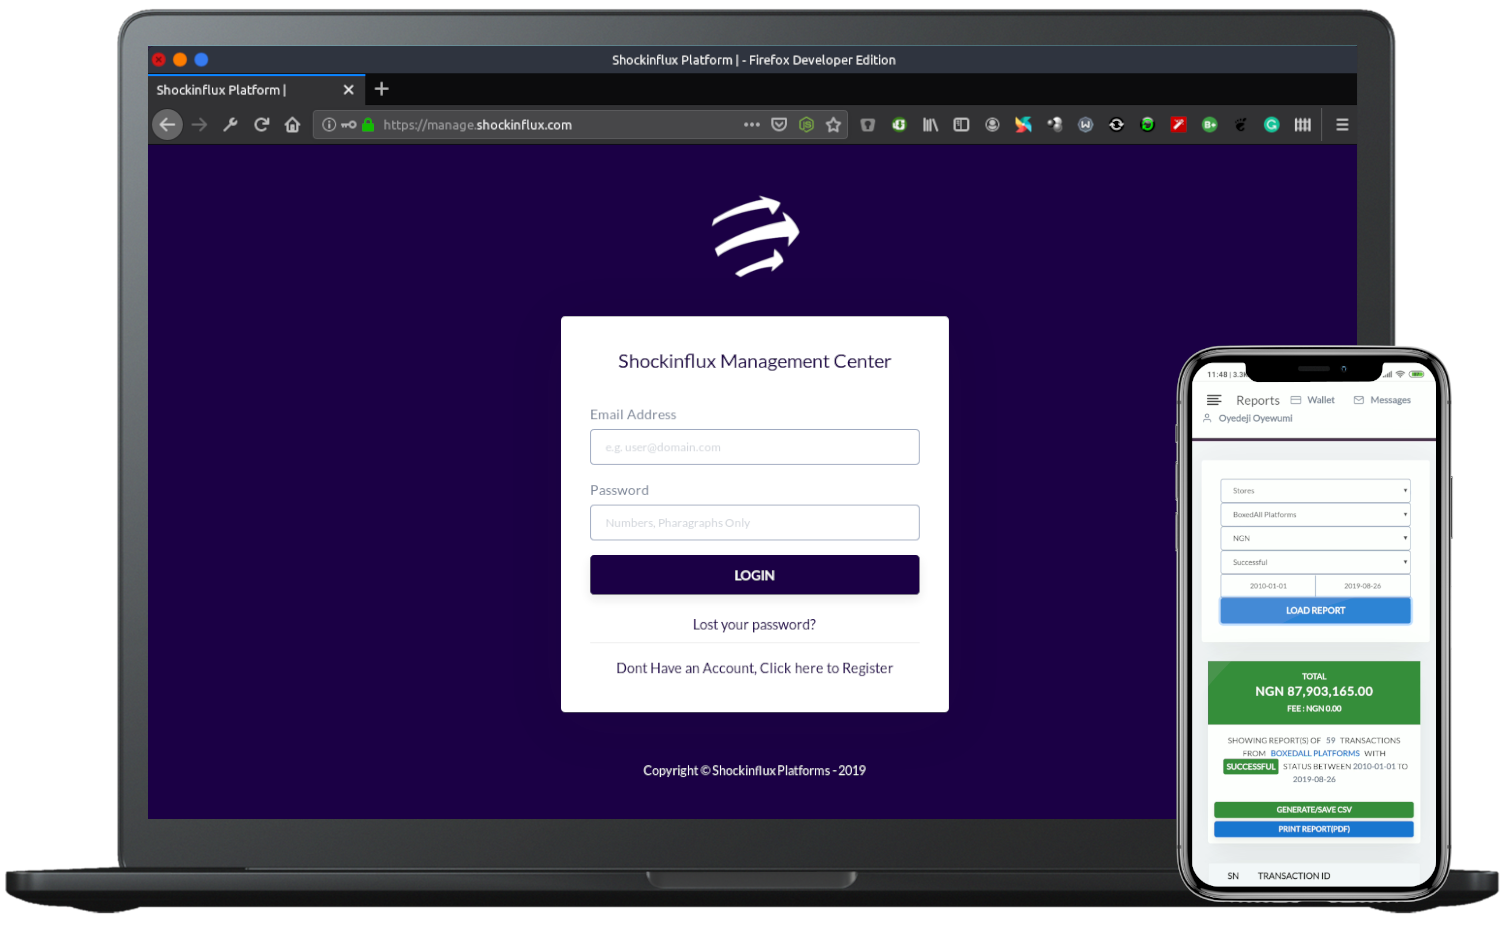 Shockinflux Platform | - Firefox Developer Edition
Shockinflux Platform |
https://manage.shockinflux.com
Shockinflux Management Center
Email Address
e.g. user@domain.com
Password
Numbers, Pharagraphs Only
LOGIN
Lost your password?
Dont Have an Account, Click here to Register
Copyright © Shockinflux Platforms - 2019
11:48 | 3.3K
Reports Wallet Messages
Oyedeji Oyewumi
Stores
BoxedAll Platforms
NGN
Successful
2010-01-01 2019-08-26
LOAD REPORT
TOTAL
NGN 87,903,165.00
FEE : NGN 0.00
SHOWING REPORT(S) OF 59 TRANSACTIONS
FROM BOXEDALL PLATFORMS WITH
SUCCESSFUL STATUS BETWEEN 2010-01-01 TO
2019-08-26
GENERATE/SAVE CSV
PRINT REPORT(PDF)
SN TRANSACTION ID